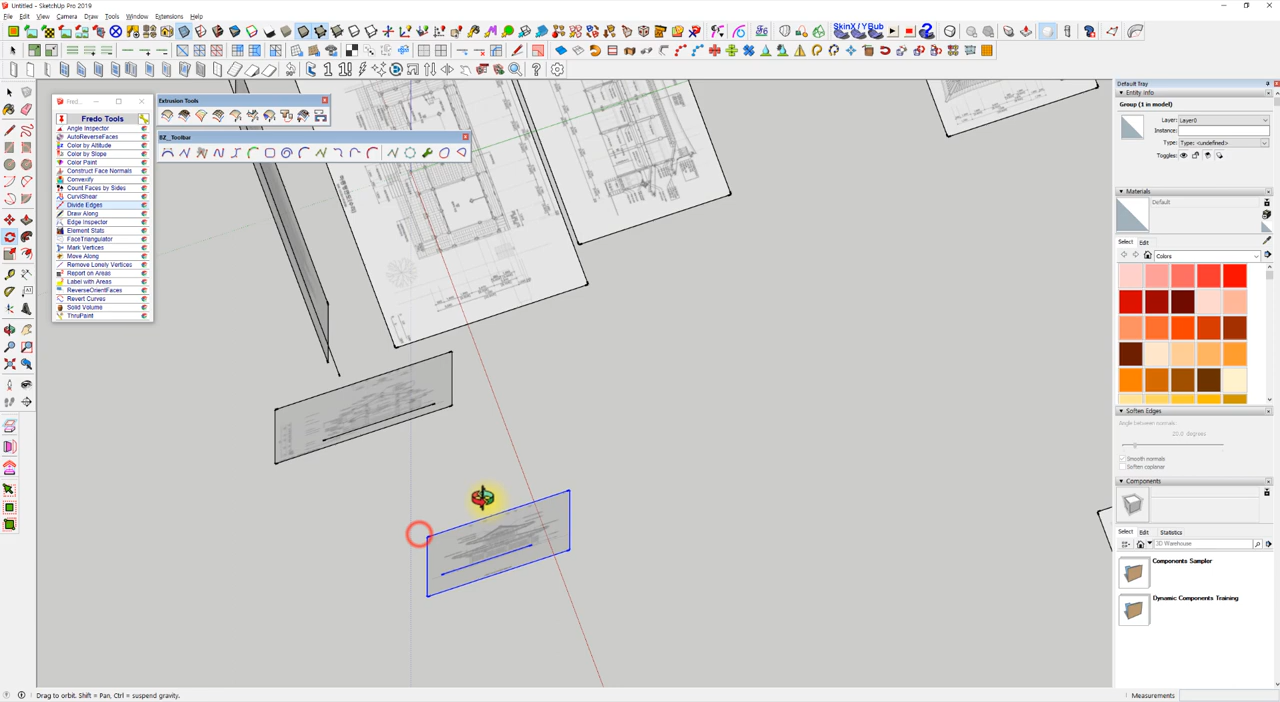 Untitled - SketchUp Pro 2019
File Edit View Camera Draw Tools Window Extensions Help
SkinX/YBub
Fred...
Fredo Tools
Angle Inspector
AutoReverseFaces
Color by Altitude
Color by Slope
Color Paint
Construct Face Normals
Convexify
Count Faces by Sides
CurviShear
Divide Edges
Draw Along
Edge Inspector
Element Stats
FaceTriangulator
Mark Vertices
Move Along
Remove Lonely Vertices
Report on Areas
Label with Areas
ReverseOrientFaces
Revert Curves
Solid Volume
ThruPaint
Extrusion Tools
BZ__Toolbar
Default Tray
Entity Info
Group (1 in model)
Layer: Layer0
Instance:
Type: Type: <undefined>
Toggles:
Materials
Default
Select Edit
Colors
Soften Edges
Angle between normals:
20.0 degrees
Smooth normals
Soften coplanar
Components
Select Edit Statistics
3D Warehouse
Components Sampler
Dynamic Components Training
Drag to orbit. Shift = Pan, Ctrl = suspend gravity.
Measurements